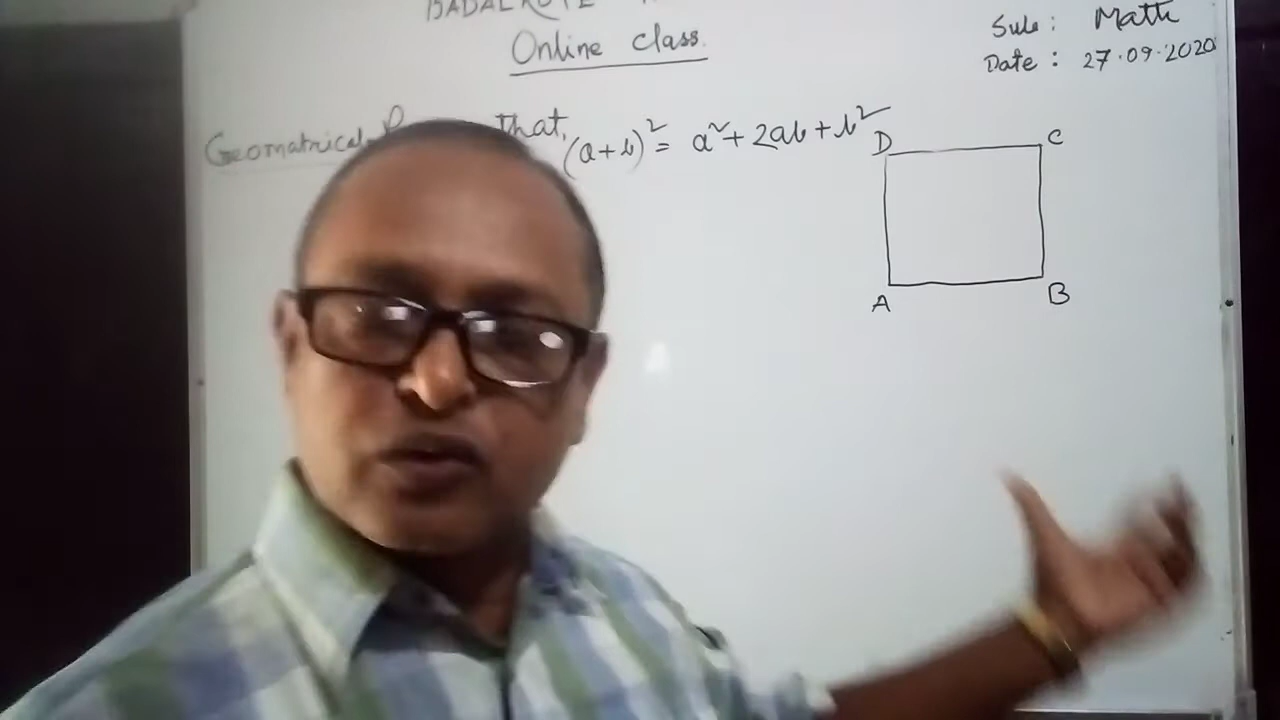 Online class.
Sub: Math
Date: 27.09.2020
Geomatrical that, (a+b)² = a²+2ab+b²
D C
A B